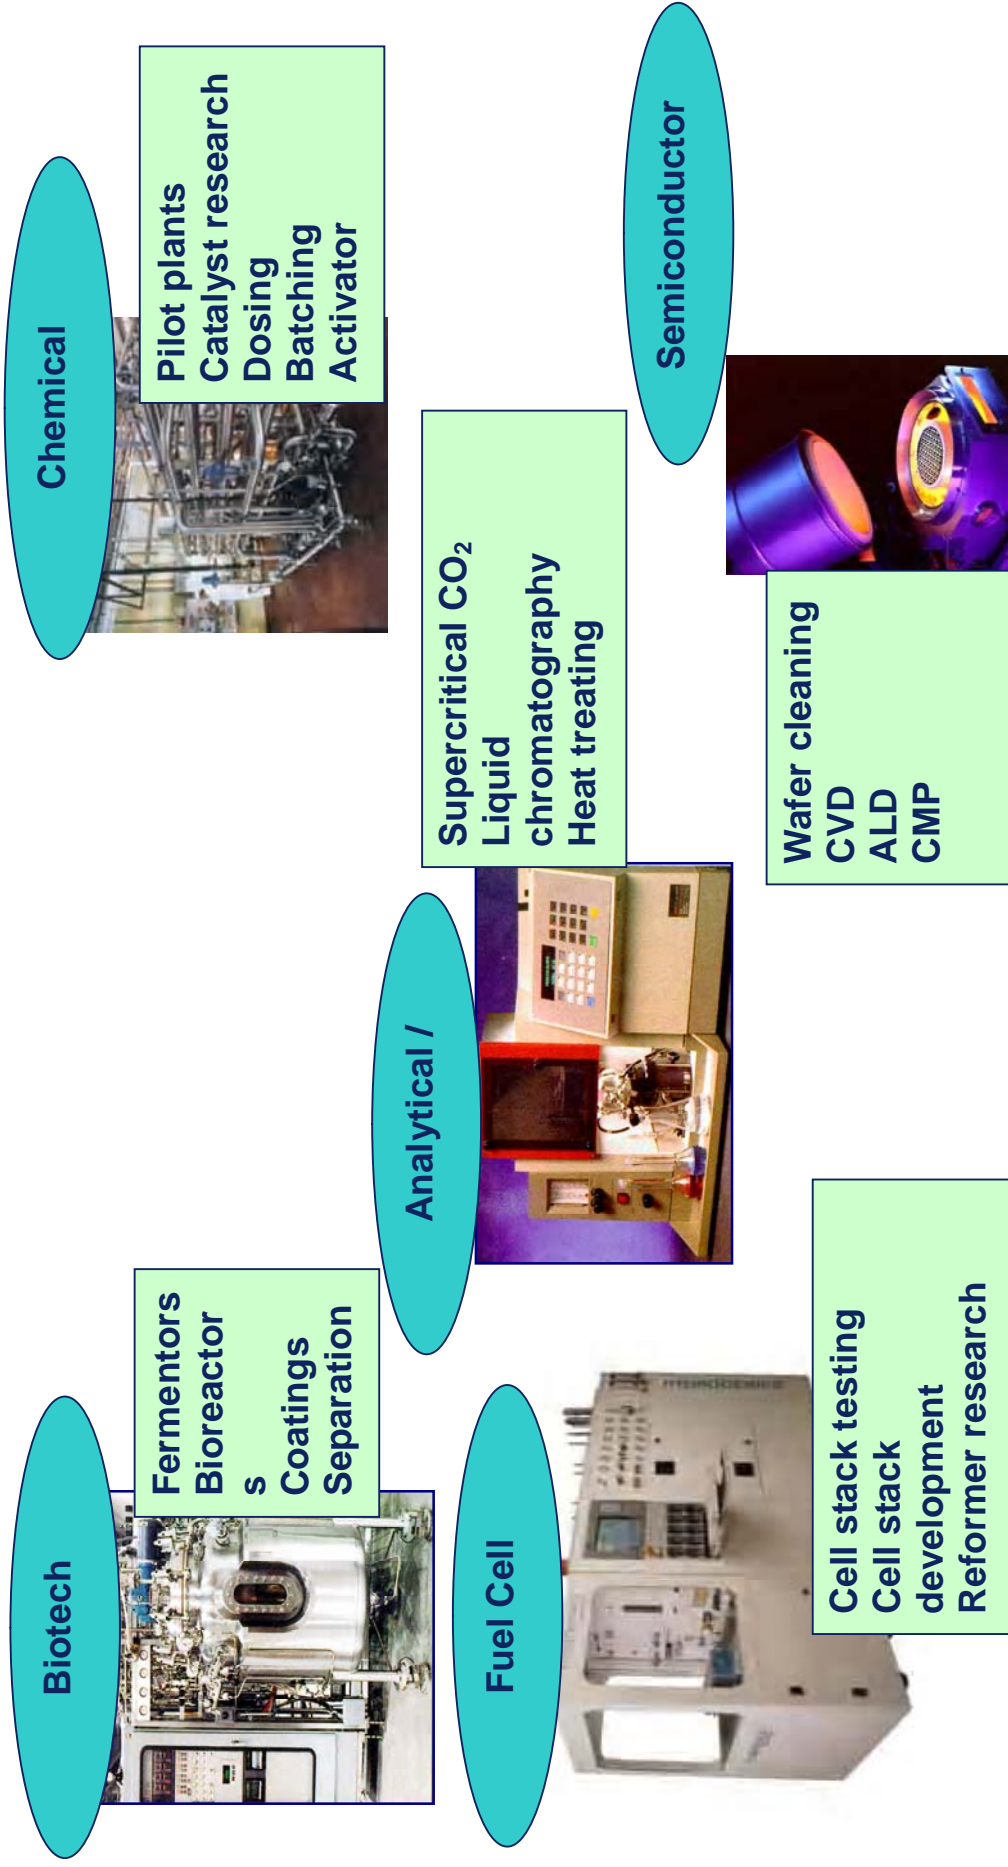 Biotech
Fermentors
Bioreactor
s
Coatings
Separation
Chemical
Pilot plants
Catalyst research
Dosing
Batching
Activator
Analytical /
Supercritical CO₂
Liquid
chromatography
Heat treating
Fuel Cell
Cell stack testing
Cell stack
development
Reformer research
Semiconductor
Wafer cleaning
CVD
ALD
CMP